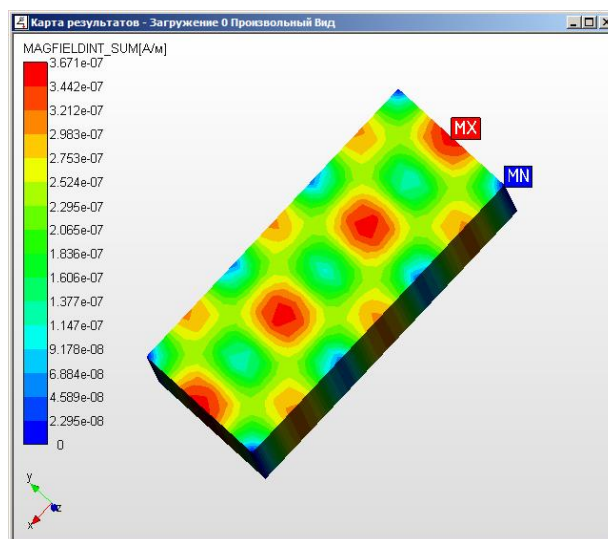 Карта результатов - Загружение 0 Произвольный Вид
MAGFIELDINT_SUM[А/м]
3.671e-07
3.442e-07
3.212e-07
2.983e-07
2.753e-07
2.524e-07
2.295e-07
2.065e-07
1.836e-07
1.606e-07
1.377e-07
1.147e-07
9.178e-08
6.884e-08
4.589e-08
2.295e-08
0
MX
MN
y
z
x